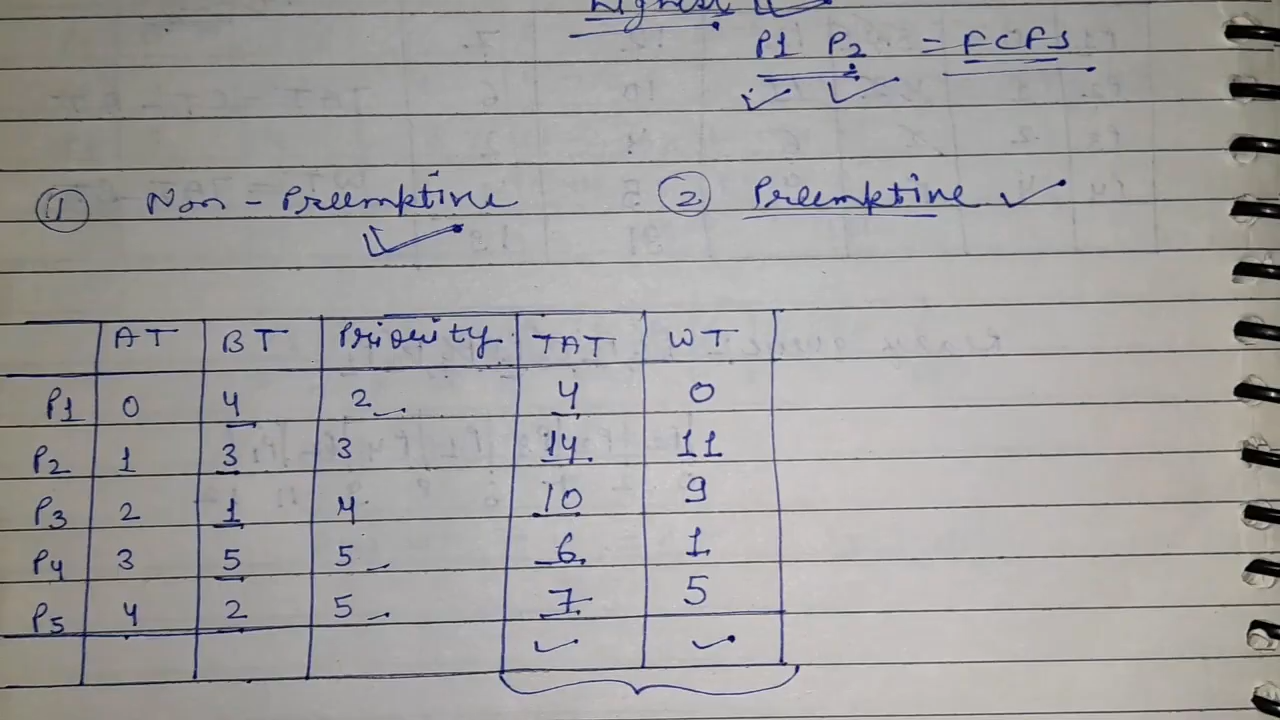 Highest
P1 P2 = FCFS
① Non-Preemptive ② Preemptive
AT BT Priority TAT WT
P1 0 4 2 4 0
P2 1 3 3 14 11
P3 2 1 4 10 9
P4 3 5 5 6 1
P5 4 2 5 7 5